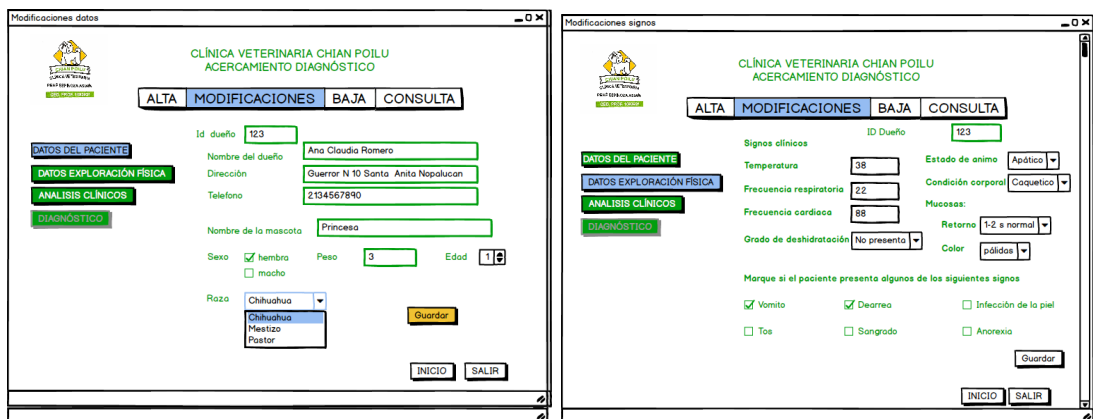 Modificaciones datos
CLÍNICA VETERINARIA CHIAN POILU
ACERCAMIENTO DIAGNÓSTICO
ALTA MODIFICACIONES BAJA CONSULTA
Id dueño 123
DATOS DEL PACIENTE
DATOS EXPLORACIÓN FÍSICA
ANALISIS CLÍNICOS
DIAGNÓSTICO
Nombre del dueño Ana Claudia Romero
Dirección Guerror N 10 Santa Anita Nopalucan
Telefono 2134567890
Nombre de la mascota Princesa
Sexo hembra Peso 3 Edad 1
macho
Raza Chihuahua
Chihuahua
Mestizo
Pastor
Guardar
INICIO SALIR
Modificaciones signos
CLÍNICA VETERINARIA CHIAN POILU
ACERCAMIENTO DIAGNÓSTICO
ALTA MODIFICACIONES BAJA CONSULTA
ID Dueño 123
DATOS DEL PACIENTE
DATOS EXPLORACIÓN FÍSICA
ANALISIS CLÍNICOS
DIAGNÓSTICO
Signos clínicos
Temperatura 38 Estado de animo Apático
Frecuencia respiratoria 22 Condición corporal Caquetico
Frecuencia cardiaca 88 Mucosas:
Retorno 1-2 s normal
Grado de deshidratación No presenta Color pálidas
Marque si el paciente presenta algunos de los siguientes signos
Vomito Dearrea Infecciòn de la piel
Tos Sangrado Anorexia
Guardar
INICIO SALIR